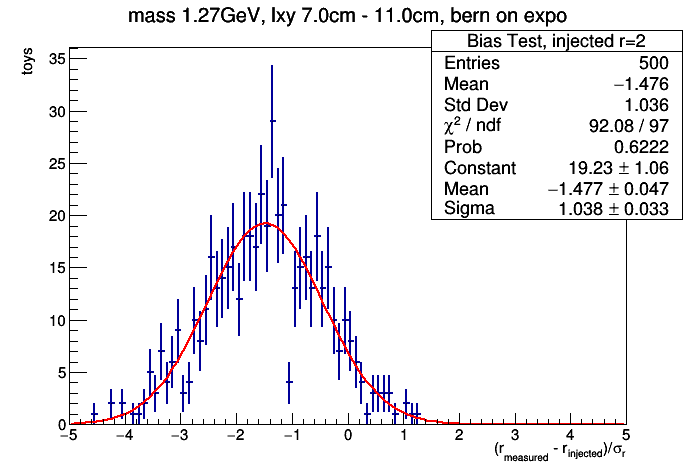 mass 1.27GeV, lxy 7.0cm - 11.0cm, bern on expo
Bias Test, injected r=2
Entries 500
Mean −1.476
Std Dev 1.036
χ² / ndf 92.08 / 97
Prob 0.6222
Constant 19.23 ± 1.06
Mean −1.477 ± 0.047
Sigma 1.038 ± 0.033
toys
35
30
25
20
15
10
5
0
−5 −4 −3 −2 −1 0 1 2 3 4 5
(r_measured - r_injected)/σ_r